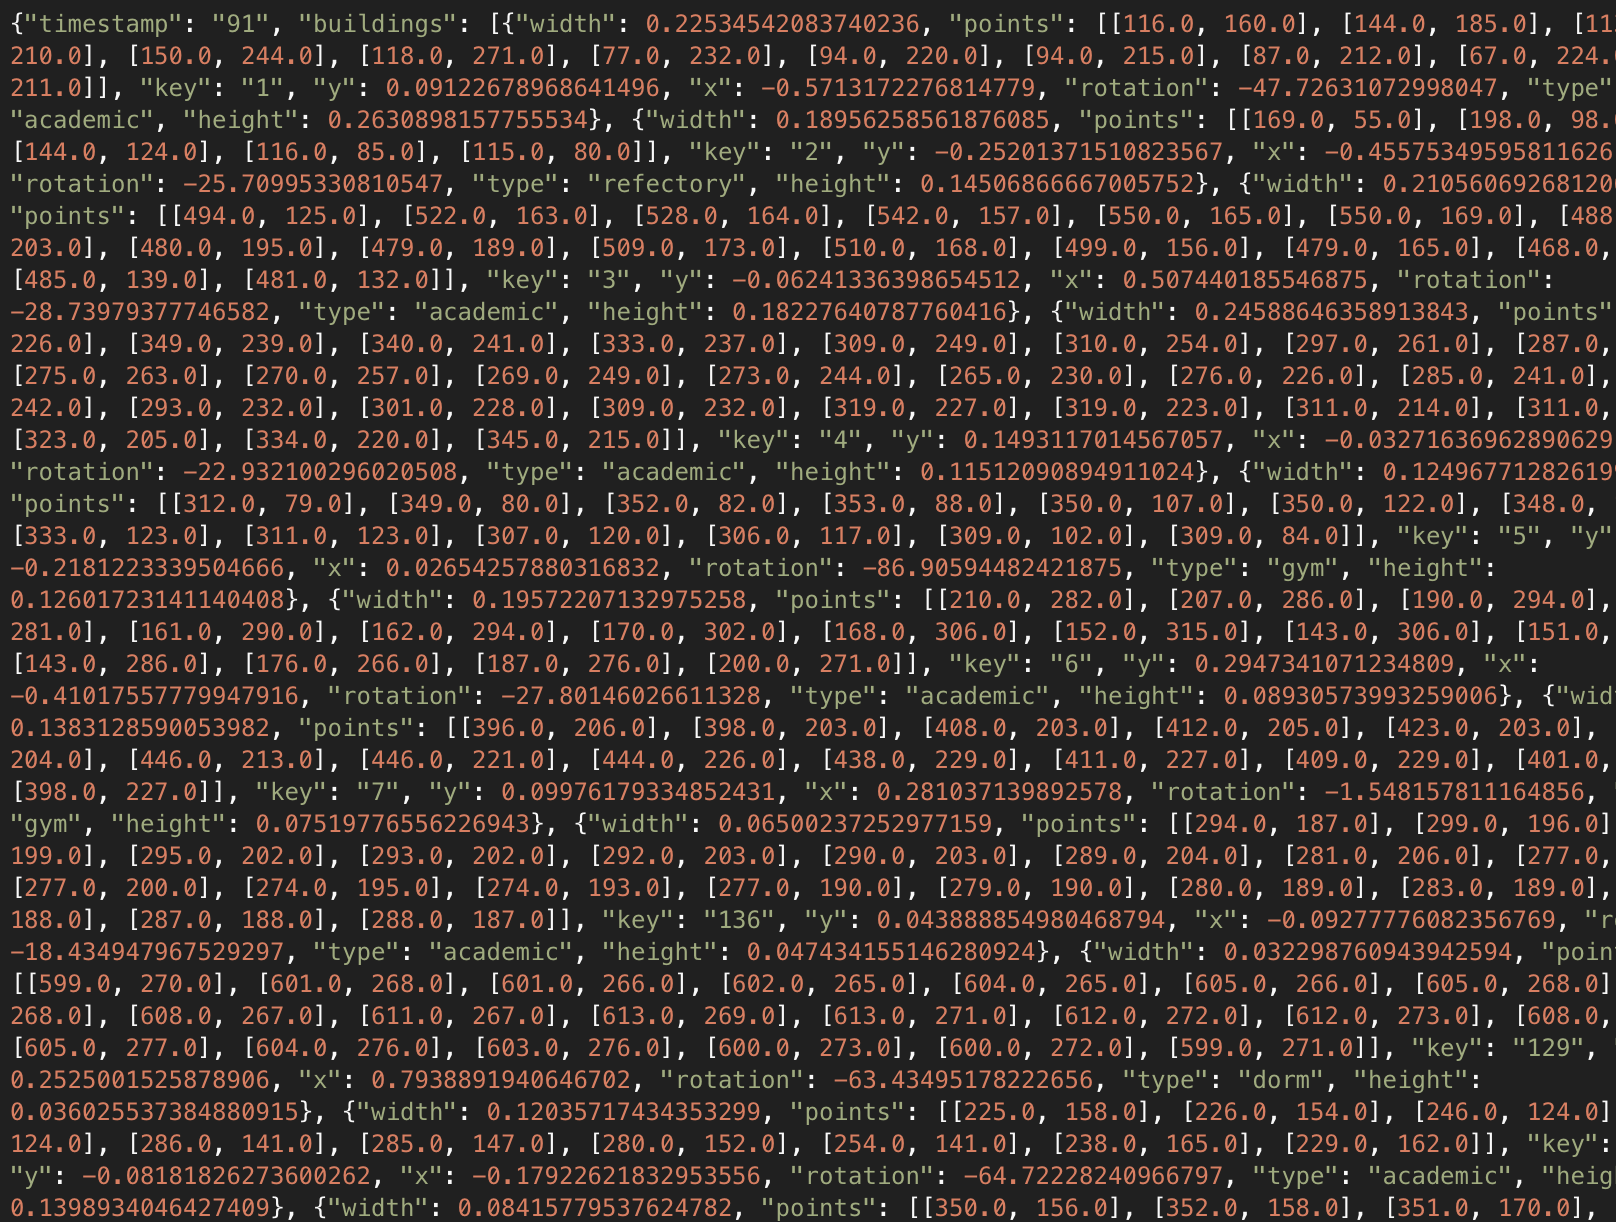 {"timestamp": "91", "buildings": [{"width": 0.22534542083740236, "points": [[116.0, 160.0], [144.0, 185.0], [11
210.0], [150.0, 244.0], [118.0, 271.0], [77.0, 232.0], [94.0, 220.0], [94.0, 215.0], [87.0, 212.0], [67.0, 224.
211.0]], "key": "1", "y": 0.09122678968641496, "x": -0.5713172276814779, "rotation": -47.72631072998047, "type"
"academic", "height": 0.2630898157755534}, {"width": 0.18956258561876085, "points": [[169.0, 55.0], [198.0, 98.
[144.0, 124.0], [116.0, 85.0], [115.0, 80.0]], "key": "2", "y": -0.25201371510823567, "x": -0.45575349595811626
"rotation": -25.70995330810547, "type": "refectory", "height": 0.14506866667005752}, {"width": 0.2105606926812
"points": [[494.0, 125.0], [522.0, 163.0], [528.0, 164.0], [542.0, 157.0], [550.0, 165.0], [550.0, 169.0], [488
203.0], [480.0, 195.0], [479.0, 189.0], [509.0, 173.0], [510.0, 168.0], [499.0, 156.0], [479.0, 165.0], [468.0,
[485.0, 139.0], [481.0, 132.0]], "key": "3", "y": -0.06241336398654512, "x": 0.507440185546875, "rotation":
-28.73979377746582, "type": "academic", "height": 0.18227640787760416}, {"width": 0.24588646358913843, "points"
226.0], [349.0, 239.0], [340.0, 241.0], [333.0, 237.0], [309.0, 249.0], [310.0, 254.0], [297.0, 261.0], [287.0,
[275.0, 263.0], [270.0, 257.0], [269.0, 249.0], [273.0, 244.0], [265.0, 230.0], [276.0, 226.0], [285.0, 241.0],
242.0], [293.0, 232.0], [301.0, 228.0], [309.0, 232.0], [319.0, 227.0], [319.0, 223.0], [311.0, 214.0], [311.0,
[323.0, 205.0], [334.0, 220.0], [345.0, 215.0]], "key": "4", "y": 0.1493117014567057, "x": -0.03271636962890629
"rotation": -22.932100296020508, "type": "academic", "height": 0.11512090894911024}, {"width": 0.12496771282619
"points": [[312.0, 79.0], [349.0, 80.0], [352.0, 82.0], [353.0, 88.0], [350.0, 107.0], [350.0, 122.0], [348.0,
[333.0, 123.0], [311.0, 123.0], [307.0, 120.0], [306.0, 117.0], [309.0, 102.0], [309.0, 84.0]], "key": "5", "y"
-0.2181223339504666, "x": 0.02654257880316832, "rotation": -86.90594482421875, "type": "gym", "height":
0.12601723141140408}, {"width": 0.19572207132975258, "points": [[210.0, 282.0], [207.0, 286.0], [190.0, 294.0],
281.0], [161.0, 290.0], [162.0, 294.0], [170.0, 302.0], [168.0, 306.0], [152.0, 315.0], [143.0, 306.0], [151.0,
[143.0, 286.0], [176.0, 266.0], [187.0, 276.0], [200.0, 271.0]], "key": "6", "y": 0.2947341071234809, "x":
-0.41017557779947916, "rotation": -27.80146026611328, "type": "academic", "height": 0.08930573993259006}, {"wid
0.1383128590053982, "points": [[396.0, 206.0], [398.0, 203.0], [408.0, 203.0], [412.0, 205.0], [423.0, 203.0],
204.0], [446.0, 213.0], [446.0, 221.0], [444.0, 226.0], [438.0, 229.0], [411.0, 227.0], [409.0, 229.0], [401.0,
[398.0, 227.0]], "key": "7", "y": 0.09976179334852431, "x": 0.281037139892578, "rotation": -1.548157811164856,
"gym", "height": 0.07519776556226943}, {"width": 0.06500237252977159, "points": [[294.0, 187.0], [299.0, 196.0]
199.0], [295.0, 202.0], [293.0, 202.0], [292.0, 203.0], [290.0, 203.0], [289.0, 204.0], [281.0, 206.0], [277.0,
[277.0, 200.0], [274.0, 195.0], [274.0, 193.0], [277.0, 190.0], [279.0, 190.0], [280.0, 189.0], [283.0, 189.0],
188.0], [287.0, 188.0], [288.0, 187.0]], "key": "136", "y": 0.043888854980468794, "x": -0.09277776082356769, "r
-18.434947967529297, "type": "academic", "height": 0.047434155146280924}, {"width": 0.032298760943942594, "poin
[[599.0, 270.0], [601.0, 268.0], [601.0, 266.0], [602.0, 265.0], [604.0, 265.0], [605.0, 266.0], [605.0, 268.0]
268.0], [608.0, 267.0], [611.0, 267.0], [613.0, 269.0], [613.0, 271.0], [612.0, 272.0], [612.0, 273.0], [608.0,
[605.0, 277.0], [604.0, 276.0], [603.0, 276.0], [600.0, 273.0], [600.0, 272.0], [599.0, 271.0]], "key": "129",
0.2525001525878906, "x": 0.7938891940646702, "rotation": -63.43495178222656, "type": "dorm", "height":
0.036025537384880915}, {"width": 0.12035717434353299, "points": [[225.0, 158.0], [226.0, 154.0], [246.0, 124.0]
124.0], [286.0, 141.0], [285.0, 147.0], [280.0, 152.0], [254.0, 141.0], [238.0, 165.0], [229.0, 162.0]], "key":
"y": -0.08181826273600262, "x": -0.17922621832953556, "rotation": -64.72228240966797, "type": "academic", "heig
0.1398934046427409}, {"width": 0.08415779537624782, "points": [[350.0, 156.0], [352.0, 158.0], [351.0, 170.0],